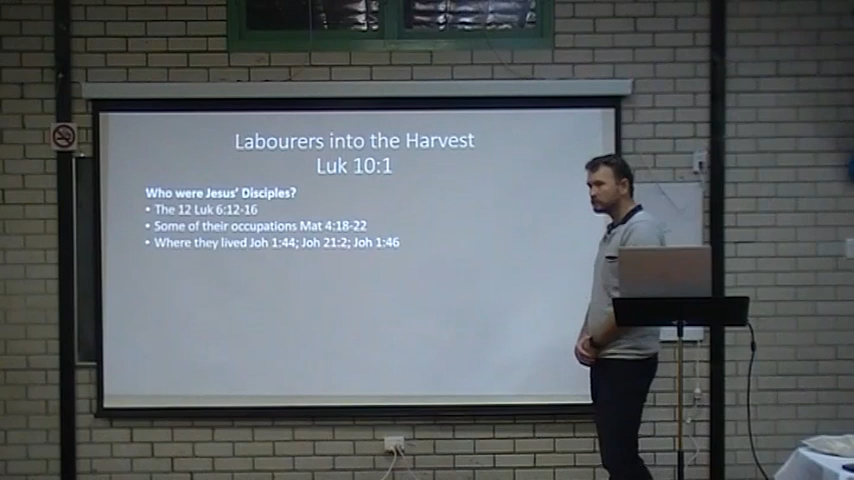 Labourers into the Harvest
Luk 10:1
Who were Jesus’ Disciples?
• The 12 Luk 6:12-16
• Some of their occupations Mat 4:18-22
• Where they lived Joh 1:44; Joh 21:2; Joh 1:46